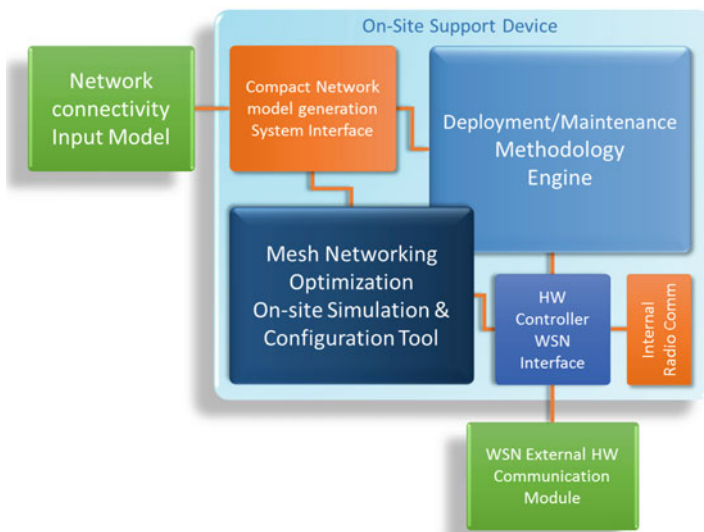 On-Site Support Device
Network
connectivity
Input Model
Compact Network
model generation
System Interface
Deployment/Maintenance
Methodology
Engine
Mesh Networking
Optimization
On-site Simulation &
Configuration Tool
HW
Controller
WSN
Interface
Internal
Radio Comm
WSN External HW
Communication
Module